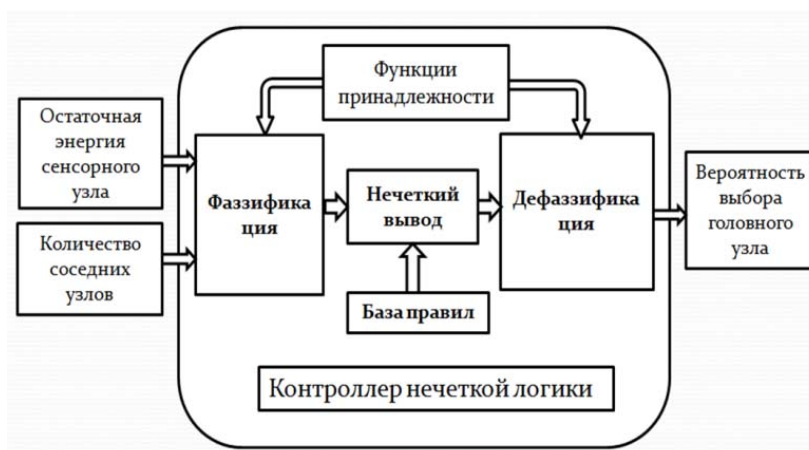 Функции
принадлежности
Остаточная
энергия
сенсорного
узла
Количество
соседних
узлов
Фаззифика
ция
Нечеткий
вывод
База правил
Дефаззифика
ция
Вероятность
выбора
головного
узла
Контроллер нечеткой логики